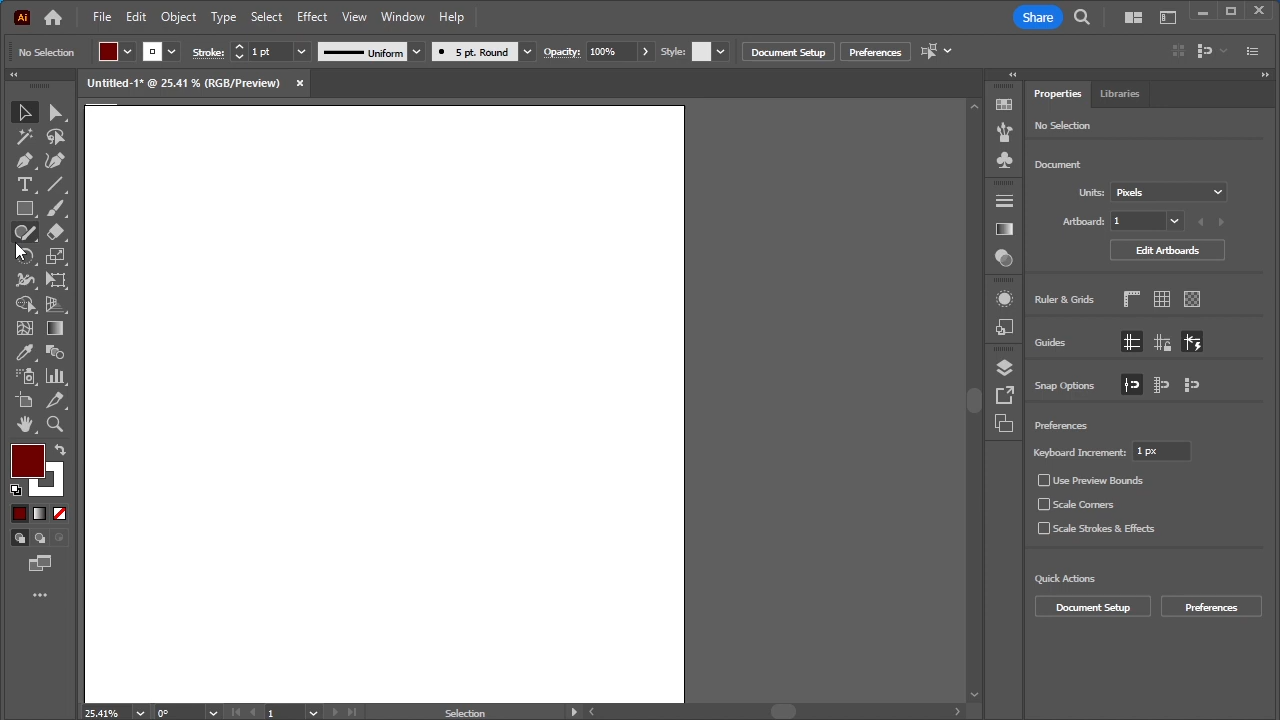 Ai File Edit Object Type Select Effect View Window Help Share
No Selection Stroke: 1 pt Uniform 5 pt. Round Opacity: 100% Style: Document Setup Preferences
Untitled-1* @ 25.41 % (RGB/Preview) ×
Properties Libraries
No Selection
Document
Units: Pixels
Artboard: 1
Edit Artboards
Ruler & Grids
Guides
Snap Options
Preferences
Keyboard Increment: 1 px
Use Preview Bounds
Scale Corners
Scale Strokes & Effects
Quick Actions
Document Setup Preferences
25.41% 0° 1 Selection